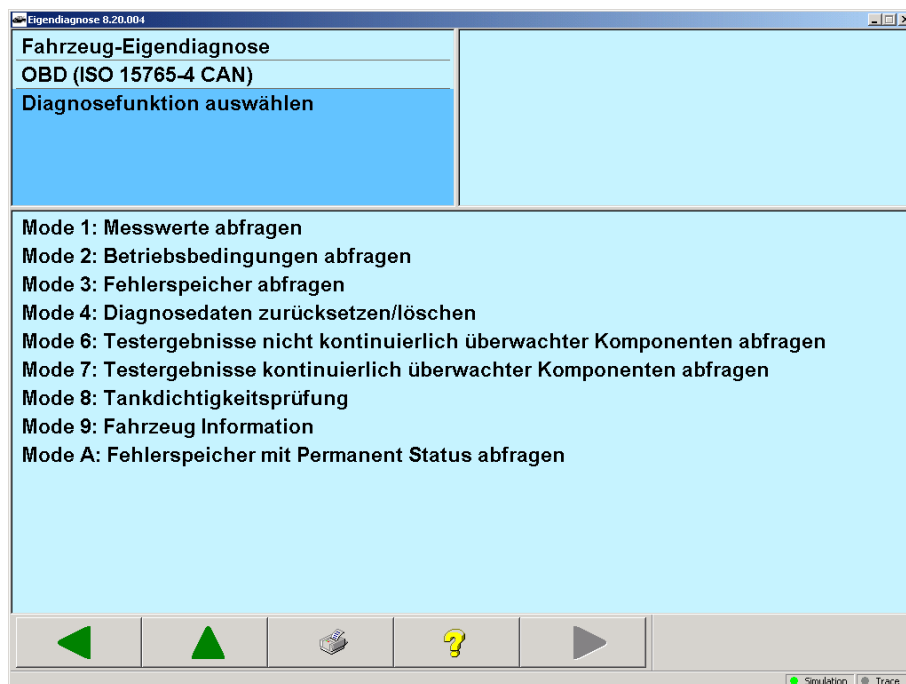 Eigendiagnose 8.20.004
Fahrzeug-Eigendiagnose
OBD (ISO 15765-4 CAN)
Diagnosefunktion auswählen
Mode 1: Messwerte abfragen
Mode 2: Betriebsbedingungen abfragen
Mode 3: Fehlerspeicher abfragen
Mode 4: Diagnosedaten zurücksetzen/löschen
Mode 6: Testergebnisse nicht kontinuierlich überwachter Komponenten abfragen
Mode 7: Testergebnisse kontinuierlich überwachter Komponenten abfragen
Mode 8: Tankdichtigkeitsprüfung
Mode 9: Fahrzeug Information
Mode A: Fehlerspeicher mit Permanent Status abfragen
Simulation Trace